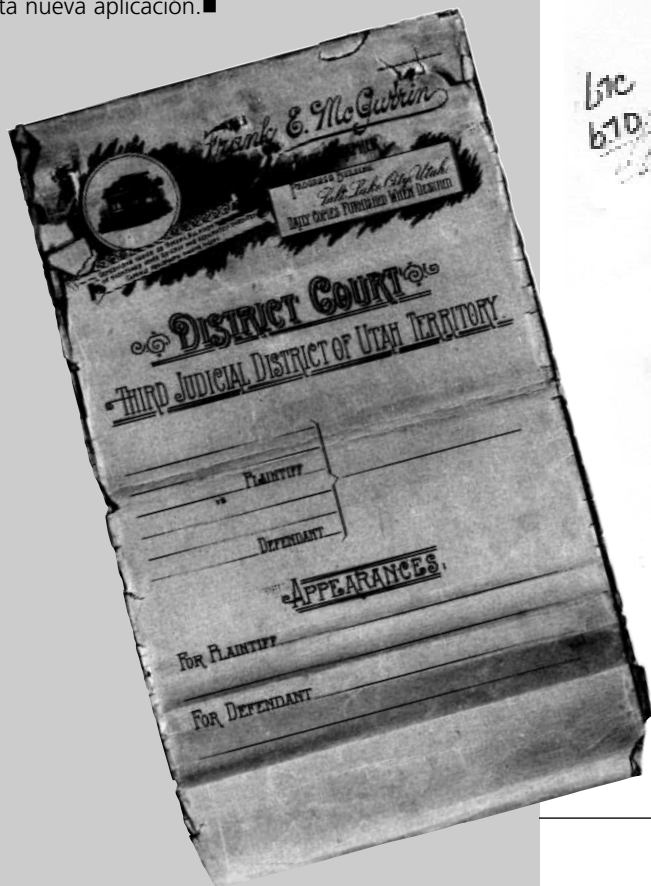 ta nueva aplicación.■
Frank E. McGurrin
PROGRESS BUILDING,
Salt Lake City, Utah.
DAILY COPIES FURNISHED WHEN DESIRED
DISTRICT COURT
THIRD JUDICIAL DISTRICT OF UTAH TERRITORY.
PLAINTIFF
VS
DEFENDANT
APPEARANCES.
FOR PLAINTIFF
FOR DEFENDANT